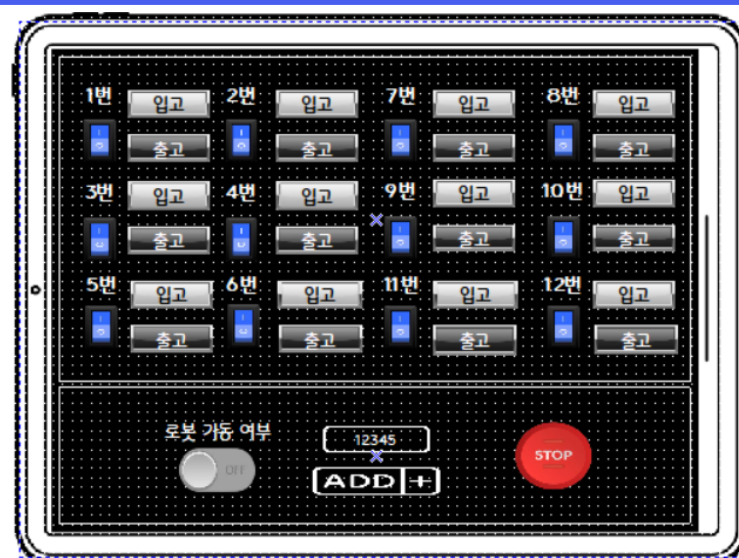 1번 입고 2번 입고 7번 입고 8번 입고
출고 출고 출고 출고
3번 입고 4번 입고 9번 입고 10번 입고
출고 출고 출고 출고
5번 입고 6번 입고 11번 입고 12번 입고
출고 출고 출고 출고
로봇 가동 여부
12345
OFF
STOP
ADD +